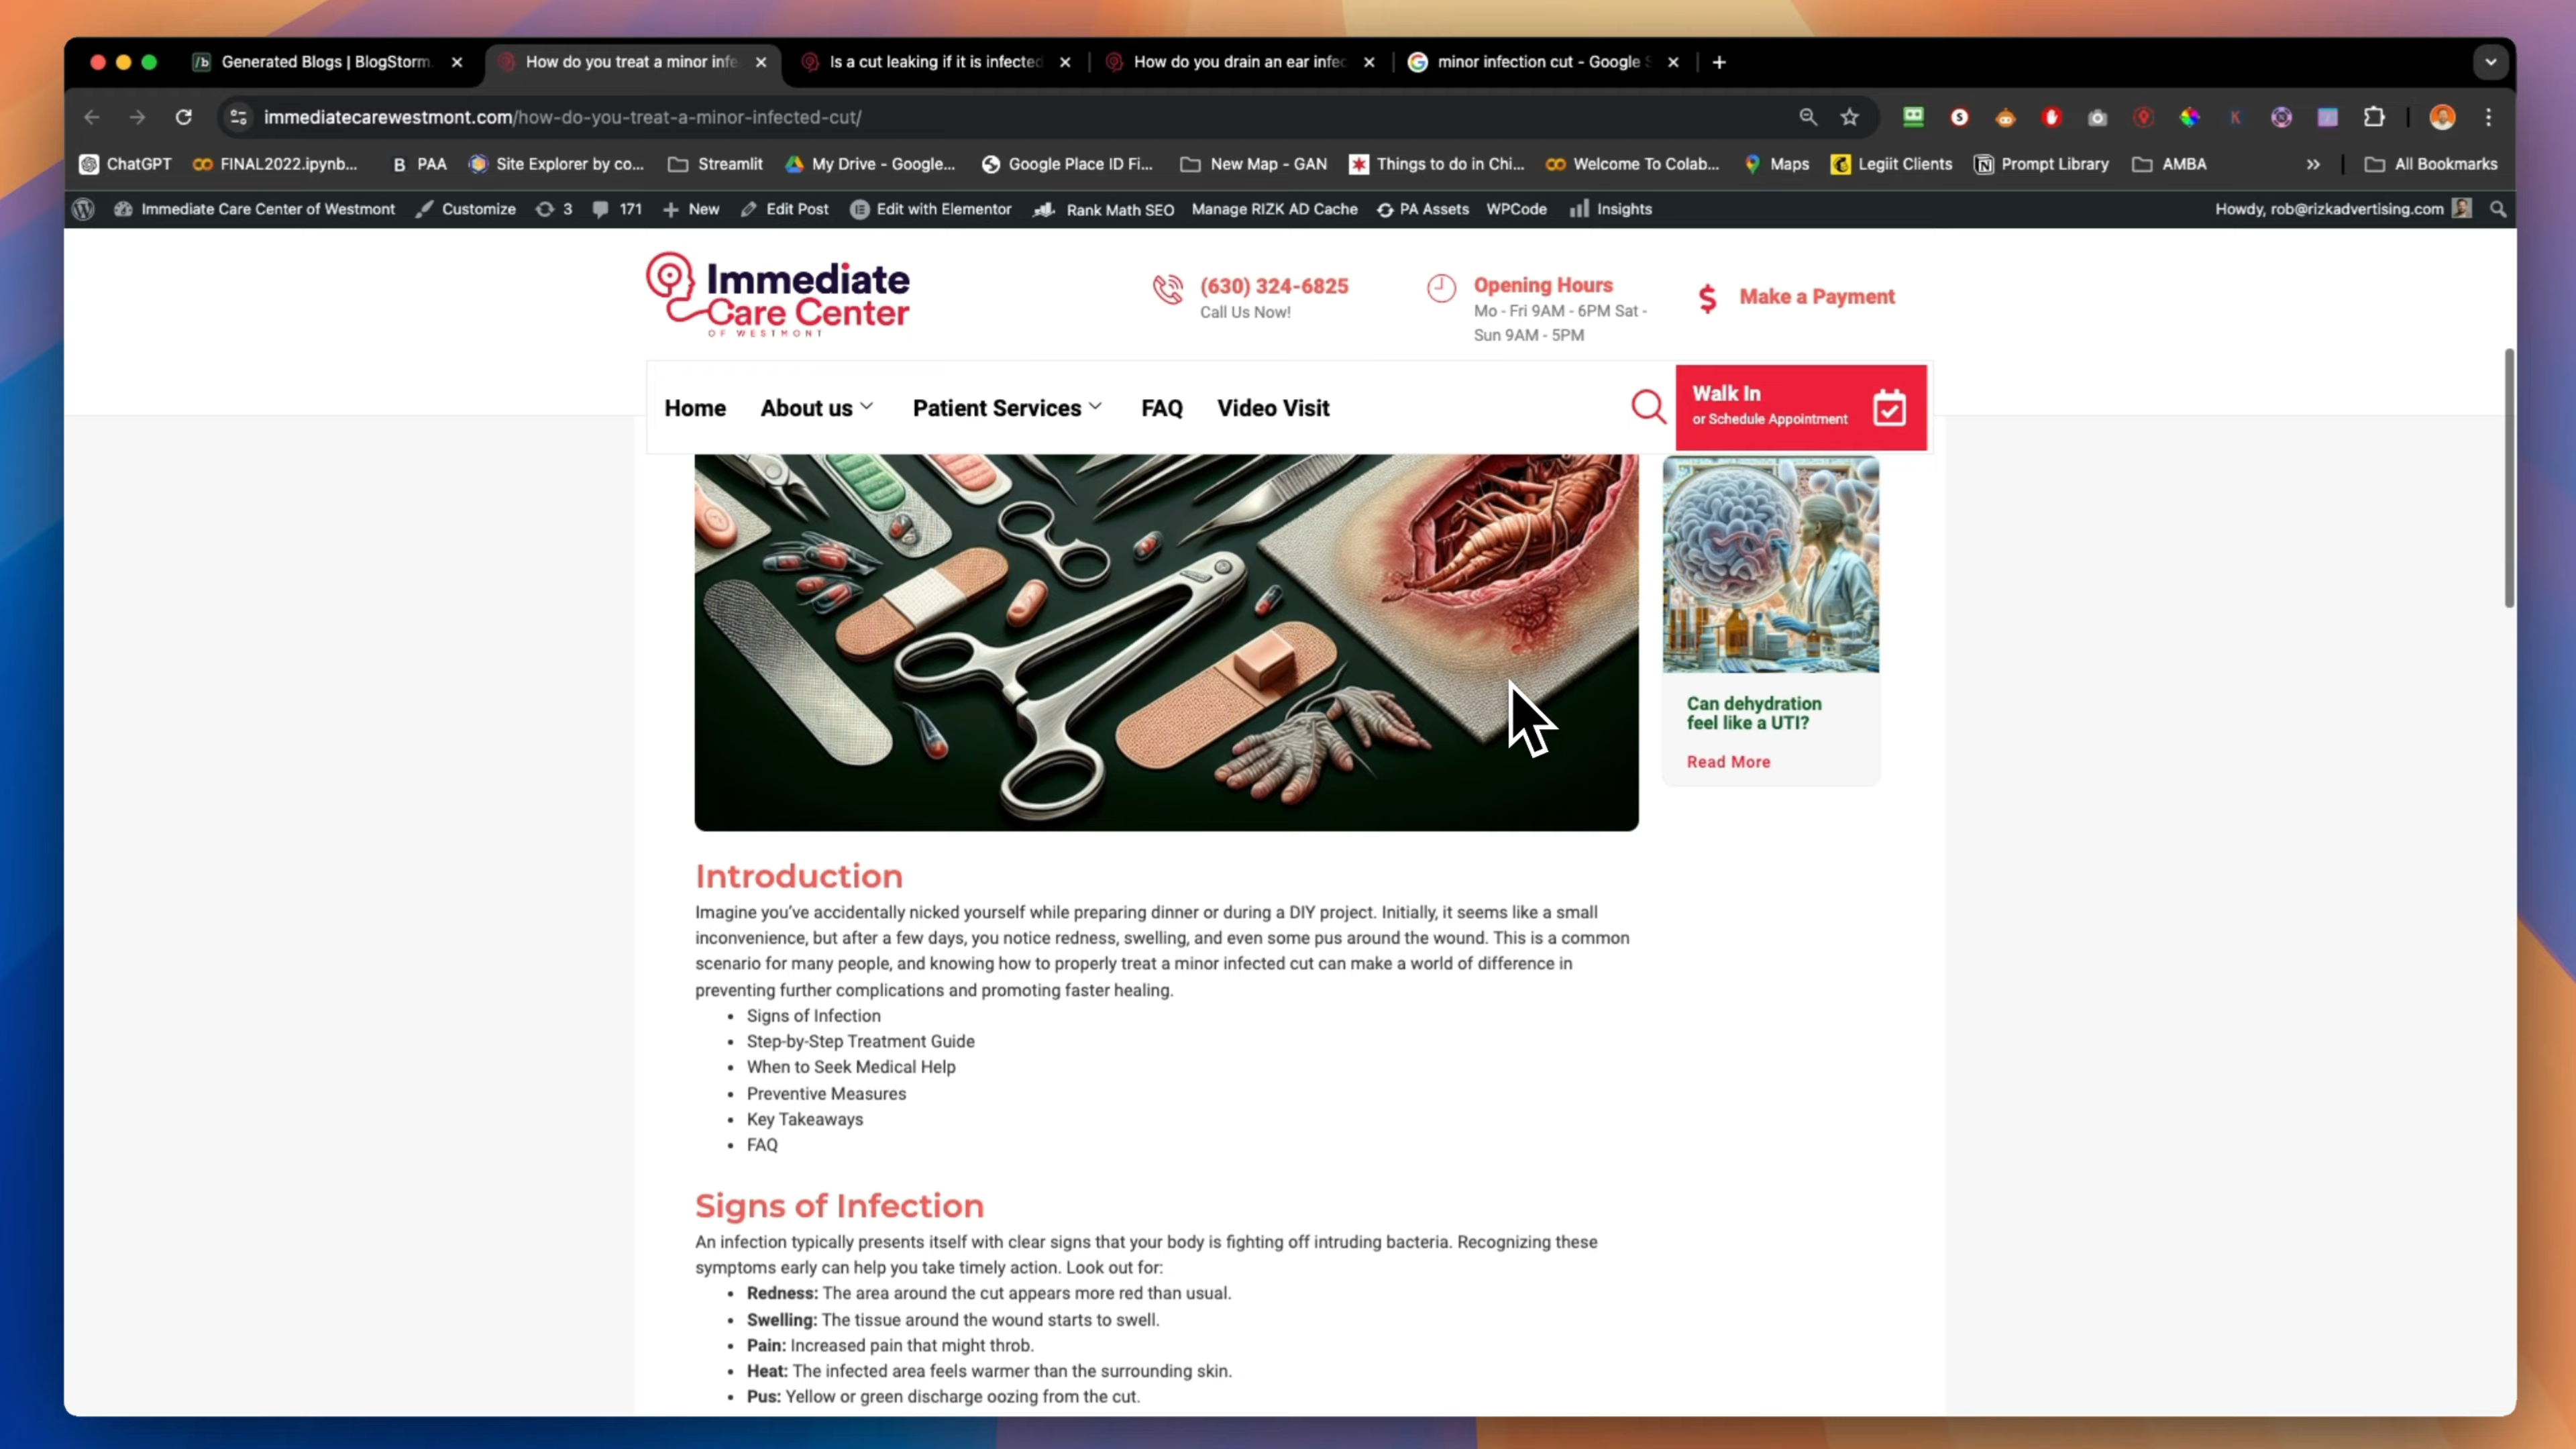 Generated Blogs | BlogStorm
How do you treat a minor infe
Is a cut leaking if it is infected
How do you drain an ear infec
minor infection cut - Google S
immediatecarewestmont.com/how-do-you-treat-a-minor-infected-cut/
ChatGPT
FINAL2022.ipynb...
PAA
Site Explorer by co...
Streamlit
My Drive - Google...
Google Place ID Fi...
New Map - GAN
Things to do in Chi...
Welcome To Colab...
Maps
Legiit Clients
Prompt Library
AMBA
All Bookmarks
Immediate Care Center of Westmont
Customize
3
171
New
Edit Post
Edit with Elementor
Rank Math SEO
Manage RIZK AD Cache
PA Assets
WPCode
Insights
Howdy, rob@rizkadvertising.com
Immediate
Care Center
OF WESTMONT
(630) 324-6825
Call Us Now!
Opening Hours
Mo - Fri 9AM - 6PM Sat -
Sun 9AM - 5PM
Make a Payment
Home
About us
Patient Services
FAQ
Video Visit
Walk In
or Schedule Appointment
Can dehydration
feel like a UTI?
Read More
Introduction
Imagine you've accidentally nicked yourself while preparing dinner or during a DIY project. Initially, it seems like a small
inconvenience, but after a few days, you notice redness, swelling, and even some pus around the wound. This is a common
scenario for many people, and knowing how to properly treat a minor infected cut can make a world of difference in
preventing further complications and promoting faster healing.
• Signs of Infection
• Step-by-Step Treatment Guide
• When to Seek Medical Help
• Preventive Measures
• Key Takeaways
• FAQ
Signs of Infection
An infection typically presents itself with clear signs that your body is fighting off intruding bacteria. Recognizing these
symptoms early can help you take timely action. Look out for:
• Redness: The area around the cut appears more red than usual.
• Swelling: The tissue around the wound starts to swell.
• Pain: Increased pain that might throb.
• Heat: The infected area feels warmer than the surrounding skin.
• Pus: Yellow or green discharge oozing from the cut.